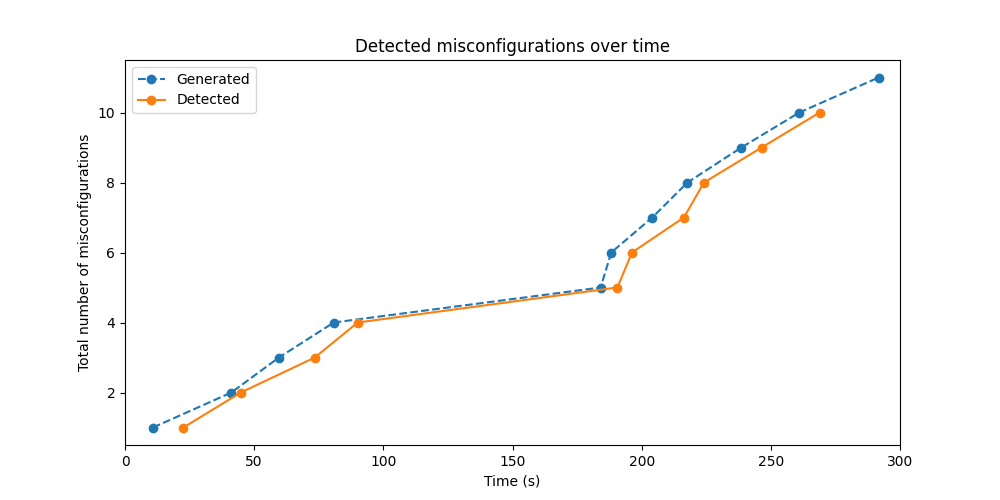 Detected misconfigurations over time
Generated
Detected
Total number of misconfigurations
10
8
6
4
2
0 50 100 150 200 250 300
Time (s)